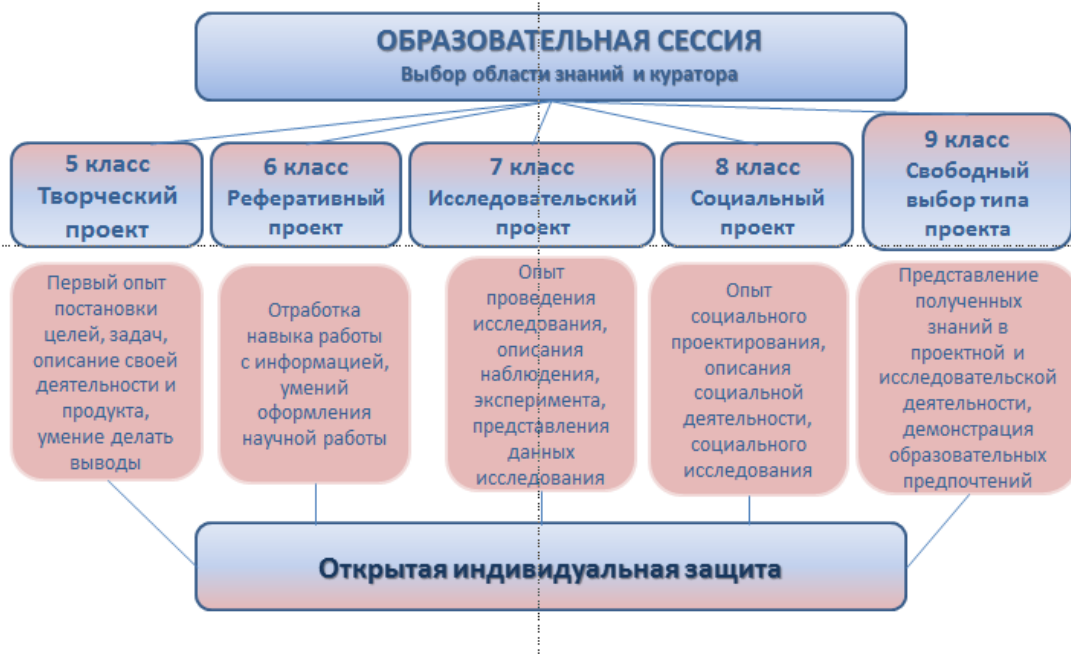 ОБРАЗОВАТЕЛЬНАЯ СЕССИЯ
Выбор области знаний и куратора
5 класс
Творческий
проект
6 класс
Реферативный
проект
7 класс
Исследовательский
проект
8 класс
Социальный
проект
9 класс
Свободный
выбор типа
проекта
Первый опыт
постановки
целей, задач,
описание своей
деятельности и
продукта,
умение делать
выводы
Отработка
навыка работы
с информацией,
умений
оформления
научной работы
Опыт
проведения
исследования,
описания
наблюдения,
эксперимента,
представления
данных
исследования
Опыт
социального
проектирования,
описания
социальной
деятельности,
социального
исследования
Представление
полученных
знаний в
проектной и
исследовательской
деятельности,
демонстрация
образовательных
предпочтений
Открытая индивидуальная защита